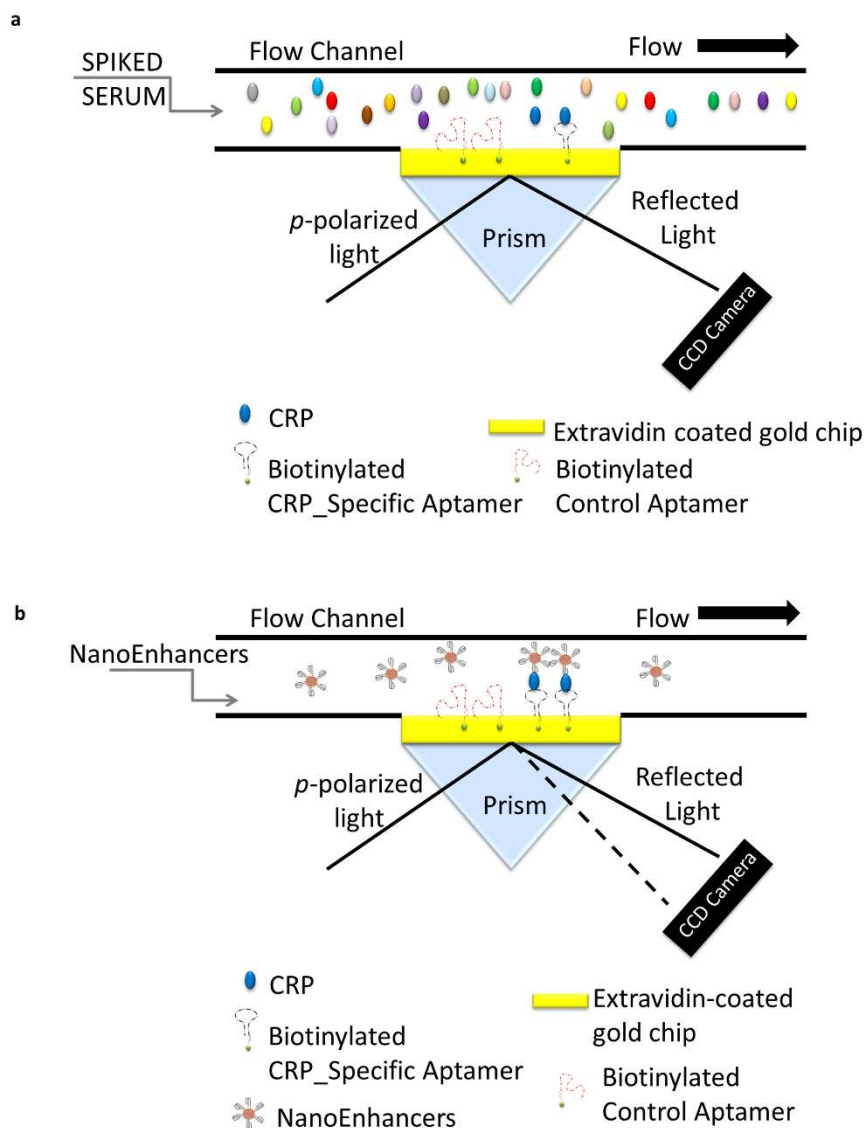 a
Flow Channel
Flow
SPIKED
SERUM
p-polarized
light
Prism
Reflected
Light
CCD Camera
CRP
Extravidin coated gold chip
Biotinylated
CRP_Specific Aptamer
Biotinylated
Control Aptamer
b
Flow Channel
Flow
NanoEnhancers
p-polarized
light
Prism
Reflected
Light
CCD Camera
CRP
Extravidin-coated
gold chip
Biotinylated
CRP_Specific Aptamer
Biotinylated
Control Aptamer
NanoEnhancers